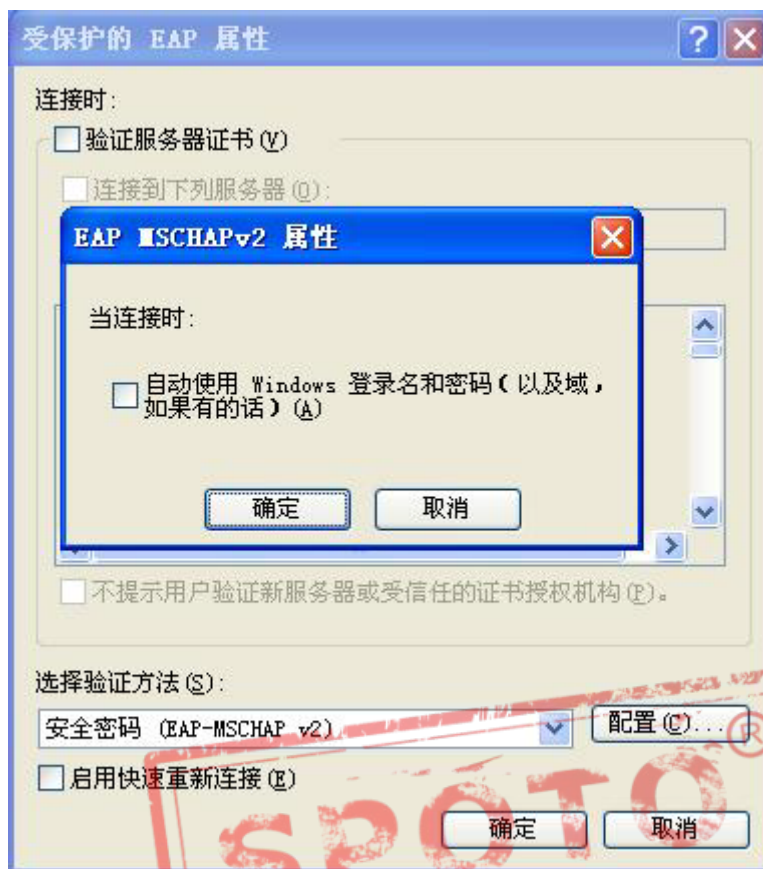 受保护的 EAP 属性
连接时:
验证服务器证书(V)
连接到下列服务器(O):
EAP MSCHAPv2 属性
当连接时:
自动使用 Windows 登录名和密码(以及域,
如果有的话)(A)
确定
取消
不提示用户验证新服务器或受信任的证书授权机构(P)。
选择验证方法(S):
安全密码 (EAP-MSCHAP v2)
配置(C)...
启用快速重新连接(E)
确定
取消
SPOTO®